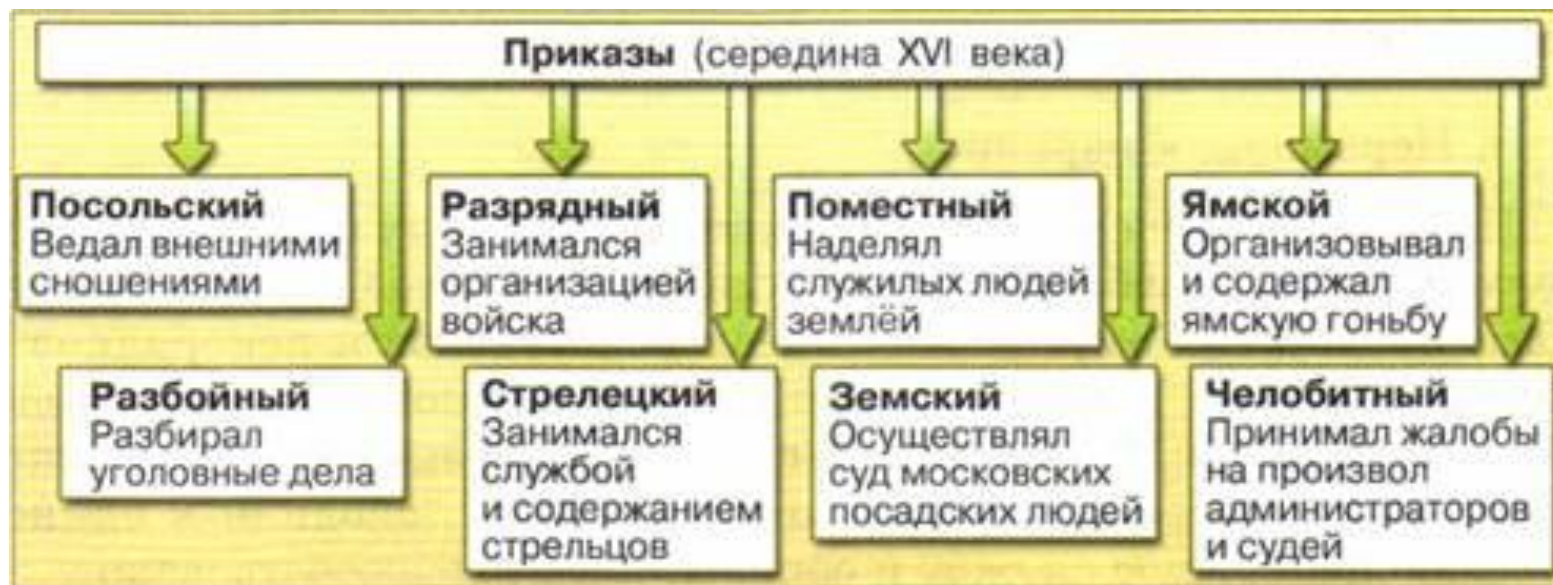 Приказы (середина XVI века)
Посольский
Ведал внешними
сношениями
Разрядный
Занимался
организацией
войска
Поместный
Наделял
служилых людей
землёй
Ямской
Организовывал
и содержал
ямскую гоньбу
Разбойный
Разбирал
уголовные дела
Стрелецкий
Занимался
службой
и содержанием
стрельцов
Земский
Осуществлял
суд московских
посадских людей
Челобитный
Принимал жалобы
на произвол
администраторов
и судей